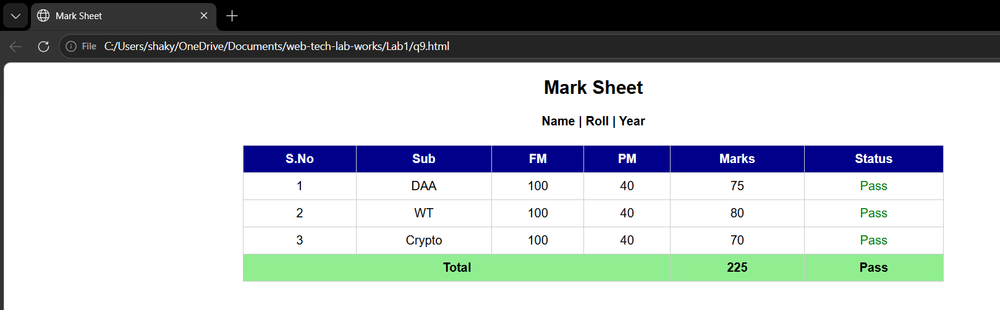 Mark Sheet
File C:/Users/shaky/OneDrive/Documents/web-tech-lab-works/Lab1/q9.html
Mark Sheet
Name | Roll | Year
S.No Sub FM PM Marks Status
1 DAA 100 40 75 Pass
2 WT 100 40 80 Pass
3 Crypto 100 40 70 Pass
Total 225 Pass